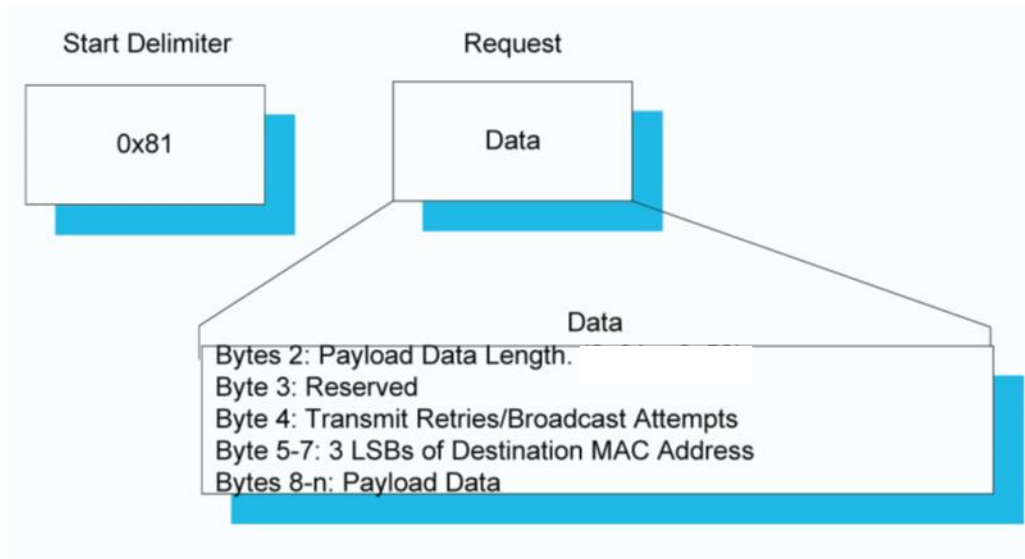 Start Delimiter
Request
0x81
Data
Data
Bytes 2: Payload Data Length.
Byte 3: Reserved
Byte 4: Transmit Retries/Broadcast Attempts
Byte 5-7: 3 LSBs of Destination MAC Address
Bytes 8-n: Payload Data